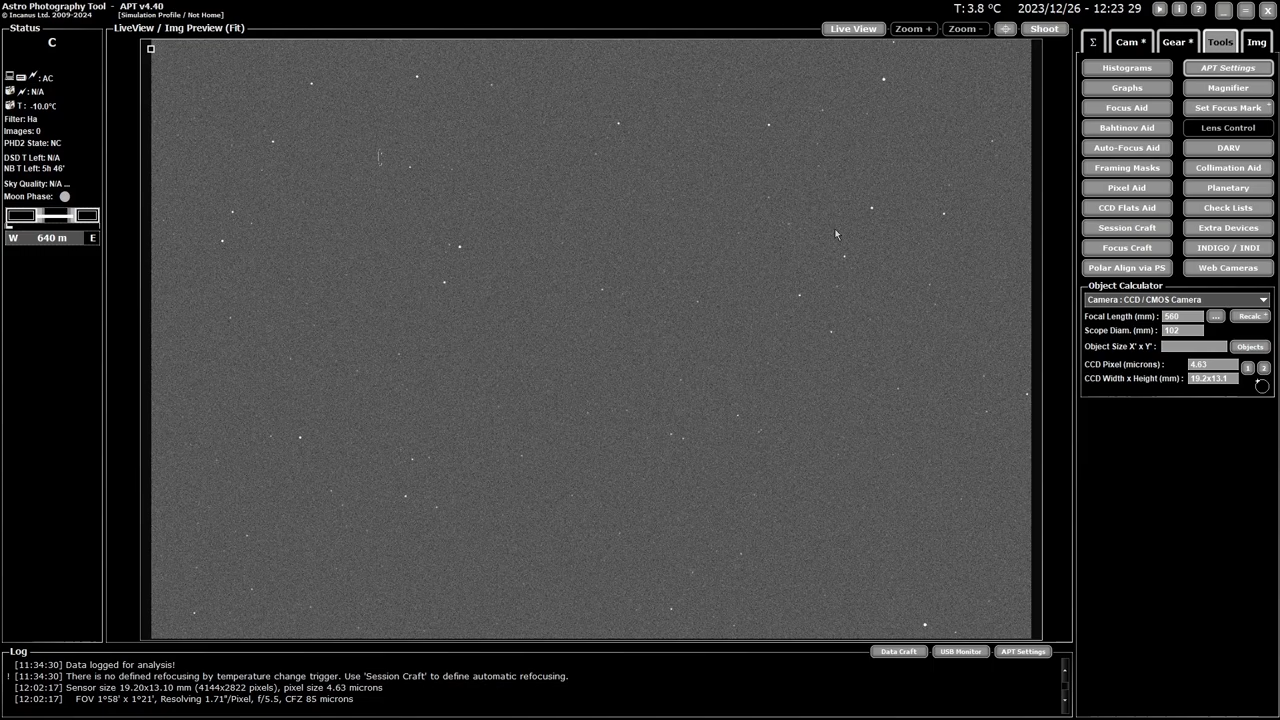 Astro Photography Tool - APT v4.40
© Incanus Ltd. 2009-2024 [Simulation Profile / Not Home]
T: 3.8 ºC 2023/12/26 - 12:23 29
Status
C
: AC
: N/A
T : -10.0°C
Filter: Ha
Images: 0
PHD2 State: NC
DSD T Left: N/A
NB T Left: 5h 46'
Sky Quality: N/A ...
Moon Phase:
W 640 m E
LiveView / Img Preview (Fit)
Live View Zoom + Zoom - Shoot
Σ Cam * Gear * Tools Img
Histograms APT Settings
Graphs Magnifier
Focus Aid Set Focus Mark +
Bahtinov Aid Lens Control
Auto-Focus Aid DARV
Framing Masks Collimation Aid
Pixel Aid Planetary
CCD Flats Aid Check Lists
Session Craft Extra Devices
Focus Craft INDIGO / INDI
Polar Align via PS Web Cameras
Object Calculator
Camera : CCD / CMOS Camera
Focal Length (mm) : 560 ... Recalc +
Scope Diam. (mm) : 102
Object Size X' x Y' : Objects
CCD Pixel (microns) : 4.63 1 2
CCD Width x Height (mm) : 19.2x13.1
Log
Data Craft USB Monitor APT Settings
[11:34:30] Data logged for analysis!
! [11:34:30] There is no defined refocusing by temperature change trigger. Use 'Session Craft' to define automatic refocusing.
[12:02:17] Sensor size 19.20x13.10 mm (4144x2822 pixels), pixel size 4.63 microns
[12:02:17] FOV 1º58' x 1º21', Resolving 1.71"/Pixel, f/5.5, CFZ 85 microns